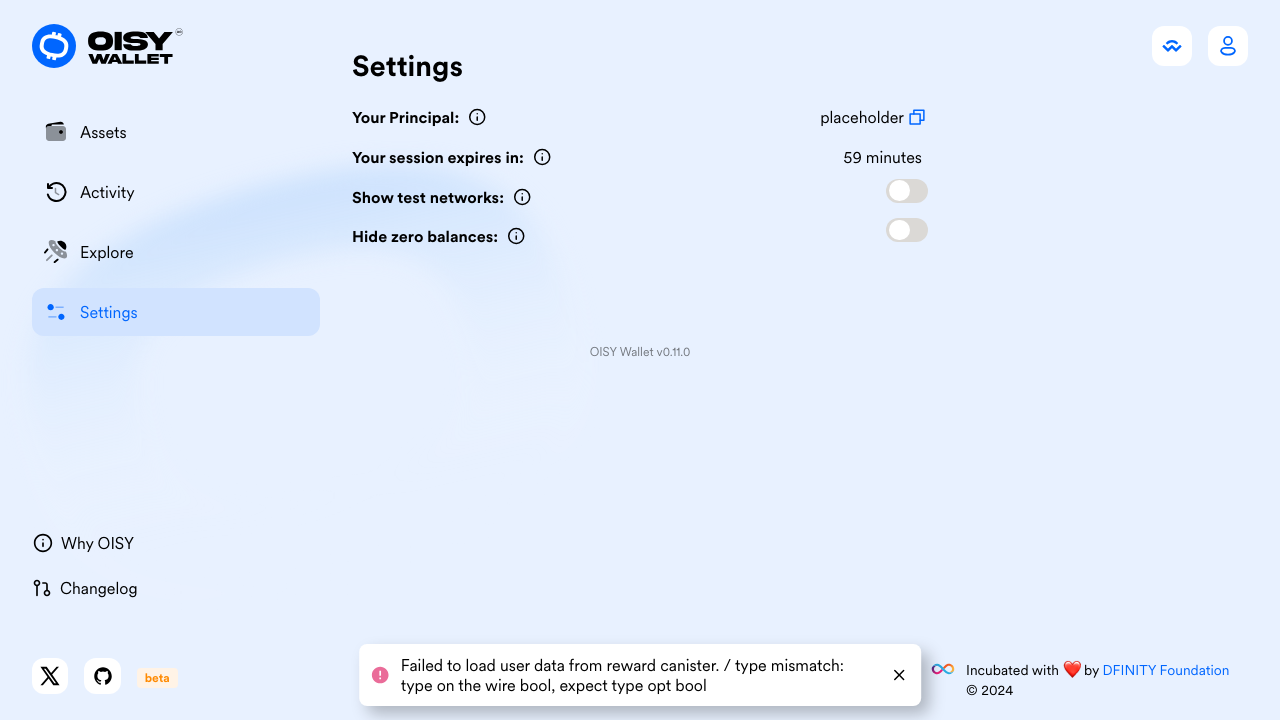 OISY
WALLET
Settings
Assets
Activity
Explore
Settings
Your Principal:
placeholder
Your session expires in:
59 minutes
Show test networks:
Hide zero balances:
OISY Wallet v0.11.0
Why OISY
Changelog
beta
Failed to load user data from reward canister. / type mismatch:
type on the wire bool, expect type opt bool
Incubated with ❤️ by DFINITY Foundation
© 2024